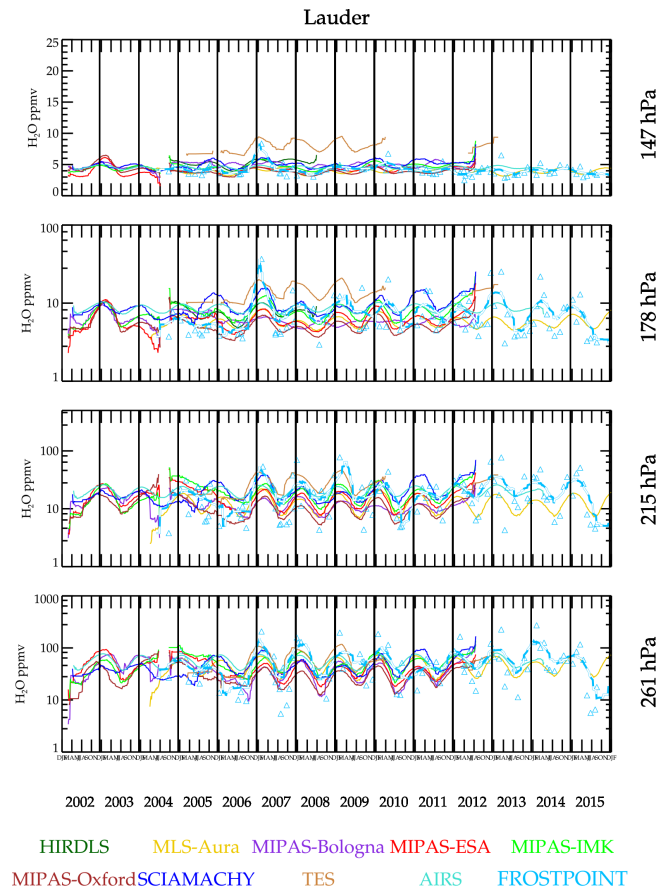 Lauder
25
20
15
10
5
0
H₂O ppmv
147 hPa
100
10
1
H₂O ppmv
178 hPa
100
10
1
H₂O ppmv
215 hPa
1000
100
10
1
H₂O ppmv
261 hPa
2002 2003 2004 2005 2006 2007 2008 2009 2010 2011 2012 2013 2014 2015
HIRDLS MLS-Aura MIPAS-Bologna MIPAS-ESA MIPAS-IMK
MIPAS-Oxford SCIAMACHY TES AIRS FROSTPOINT